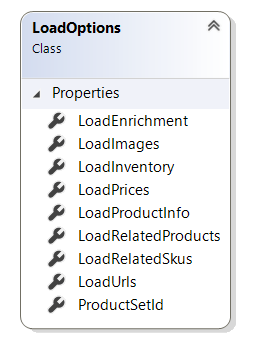 LoadOptions
Class
Properties
LoadEnrichment
LoadImages
LoadInventory
LoadPrices
LoadProductInfo
LoadRelatedProducts
LoadRelatedSkus
LoadUrls
ProductSetId